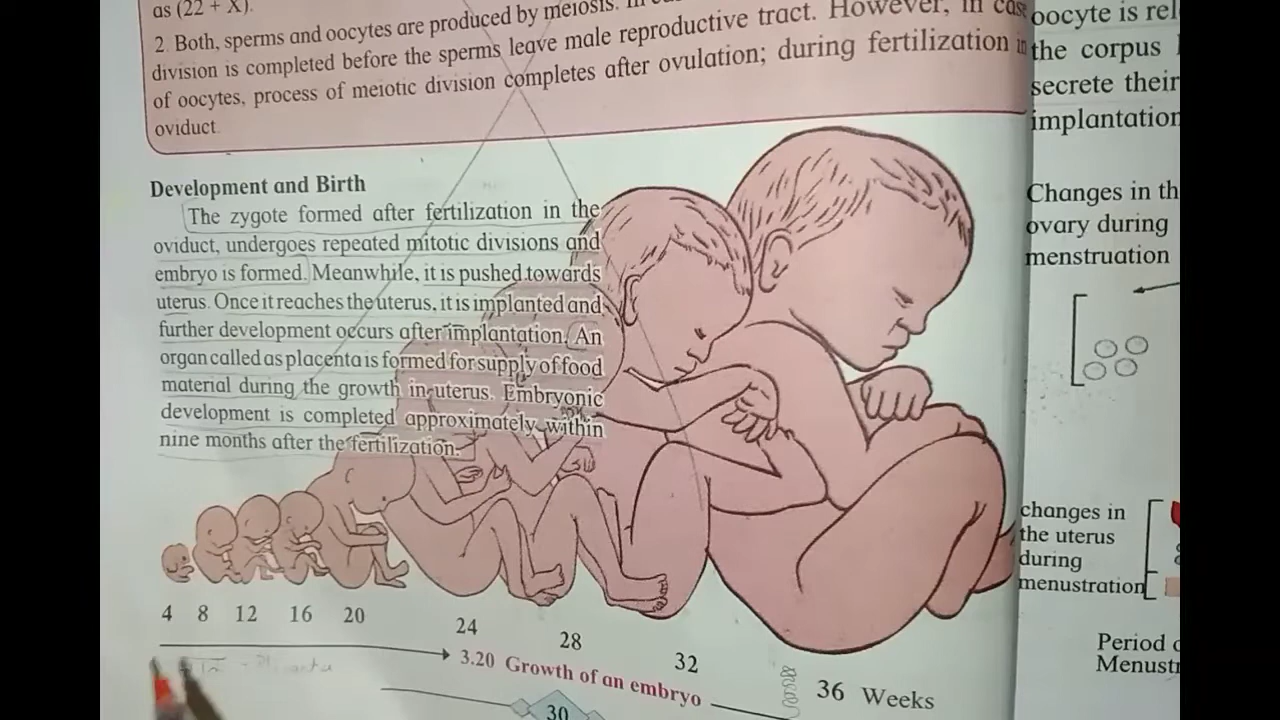 as (22 + X).
2. Both, sperms and oocytes are produced by meiosis. In
division is completed before the sperms leave male reproductive tract. However, in case
of oocytes, process of meiotic division completes after ovulation; during fertilization in
oviduct.
Development and Birth
The zygote formed after fertilization in the
oviduct, undergoes repeated mitotic divisions and
embryo is formed. Meanwhile, it is pushed towards
uterus. Once it reaches the uterus, it is implanted and
further development occurs after implantation. An
organ called as placenta is formed for supply of food
material during the growth in uterus. Embryonic
development is completed approximately within
nine months after the fertilization.
4 8 12 16 20 24 28 32 36 Weeks
3.20 Growth of an embryo
30
oocyte is rel
the corpus
secrete their
implantation
Changes in th
ovary during
menstruation
changes in
the uterus
during
menustration
Period
Menust